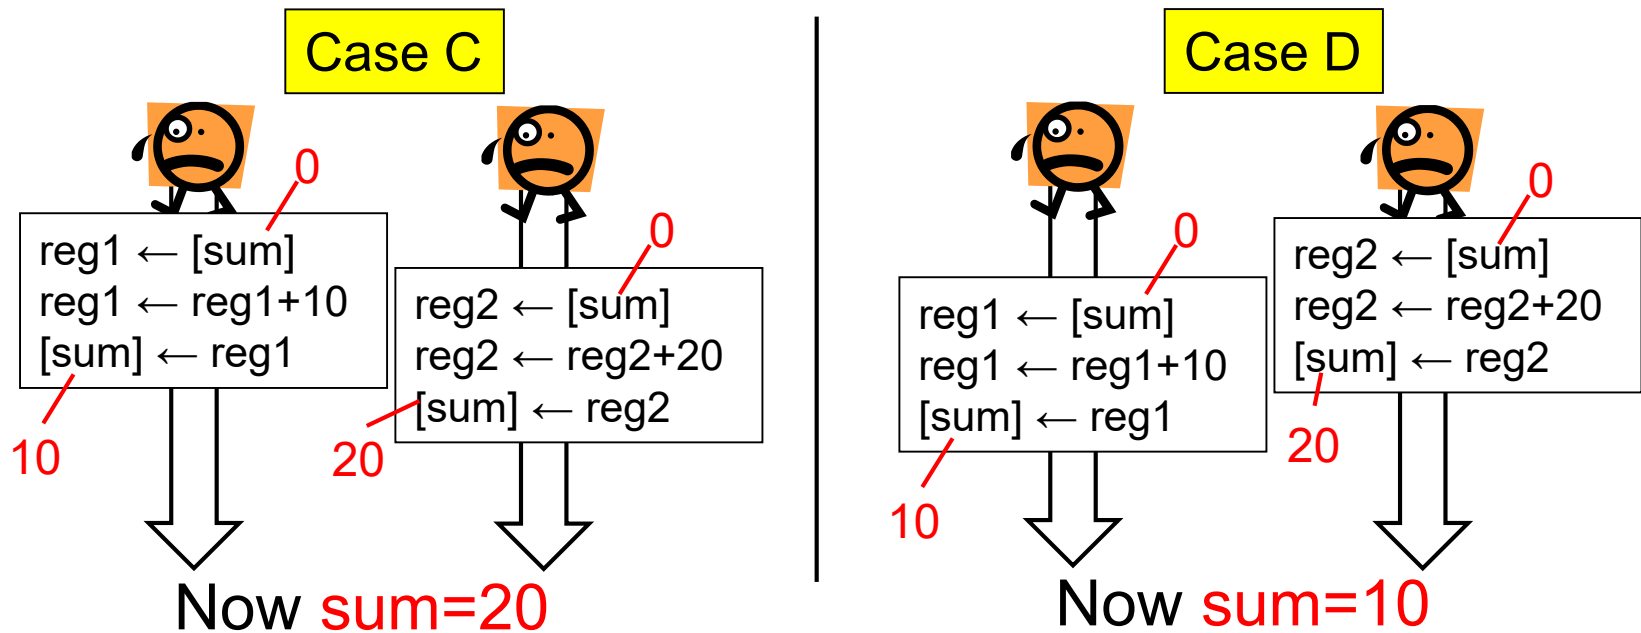 Case C
0
reg1 ← [sum]
reg1 ← reg1+10
[sum] ← reg1
10
0
reg2 ← [sum]
reg2 ← reg2+20
[sum] ← reg2
20
Now sum=20
Case D
0
reg1 ← [sum]
reg1 ← reg1+10
[sum] ← reg1
10
0
reg2 ← [sum]
reg2 ← reg2+20
[sum] ← reg2
20
Now sum=10